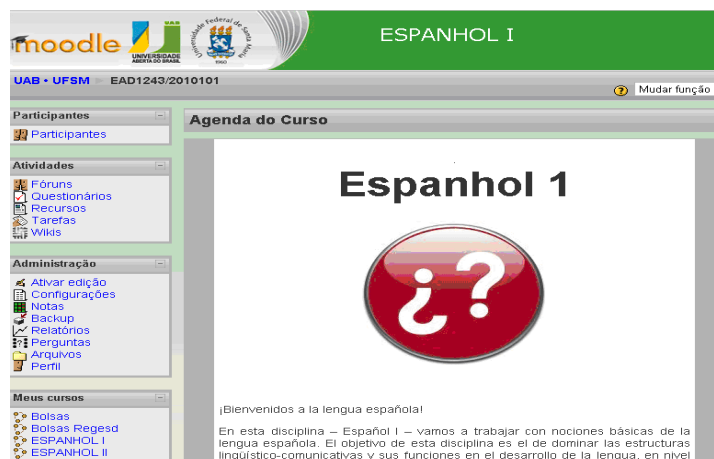 moodle
UAB
UNIVERSIDADE
ABERTA DO BRASIL
Universidade Federal de Santa Maria
1960
ESPANHOL I
UAB • UFSM
EAD1243/2010101
? Mudar função
Participantes
Participantes
Atividades
Fóruns
Questionários
Recursos
Tarefas
Wikis
Administração
Ativar edição
Configurações
Notas
Backup
Relatórios
Perguntas
Arquivos
Perfil
Meus cursos
Bolsas
Bolsas Regesd
ESPANHOL I
ESPANHOL II
Agenda do Curso
Espanhol 1
¿?
¡Bienvenidos a la lengua española!
En esta disciplina – Español I – vamos a trabajar con nociones básicas de la
lengua española. El objetivo de esta disciplina es el de dominar las estructuras
lingüístico-comunicativas y sus funciones en el desarrollo de la lengua, en nivel